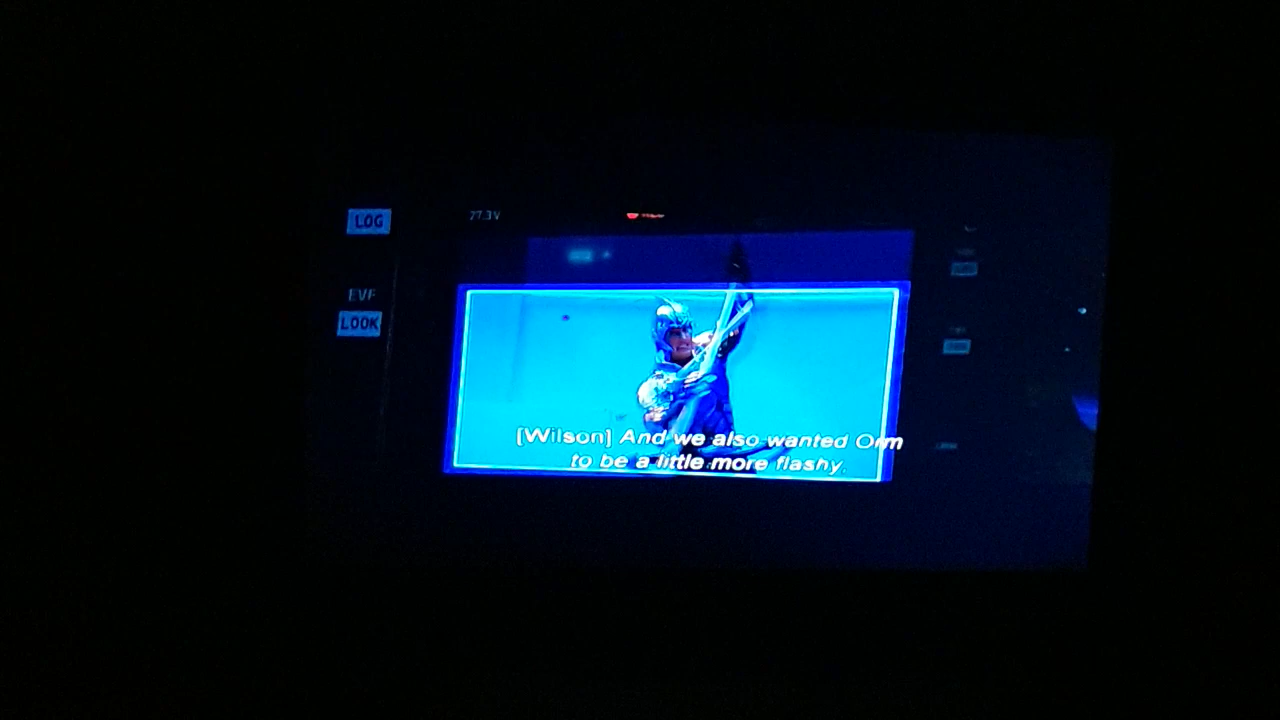 LOG
27.3V
EVF
LOOK
[Wilson] And we also wanted Orm
to be a little more flashy.